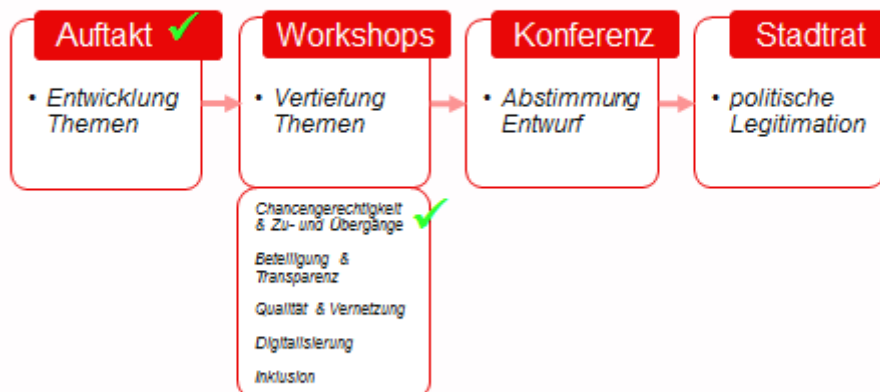 Auftakt
Workshops
Konferenz
Stadtrat
• Entwicklung
Themen
• Vertiefung
Themen
• Abstimmung
Entwurf
• politische
Legitimation
Chancengerechtigkeit
& Zu- und Übergänge
Beteiligung &
Transparenz
Qualität & Vernetzung
Digitalisierung
Inklusion